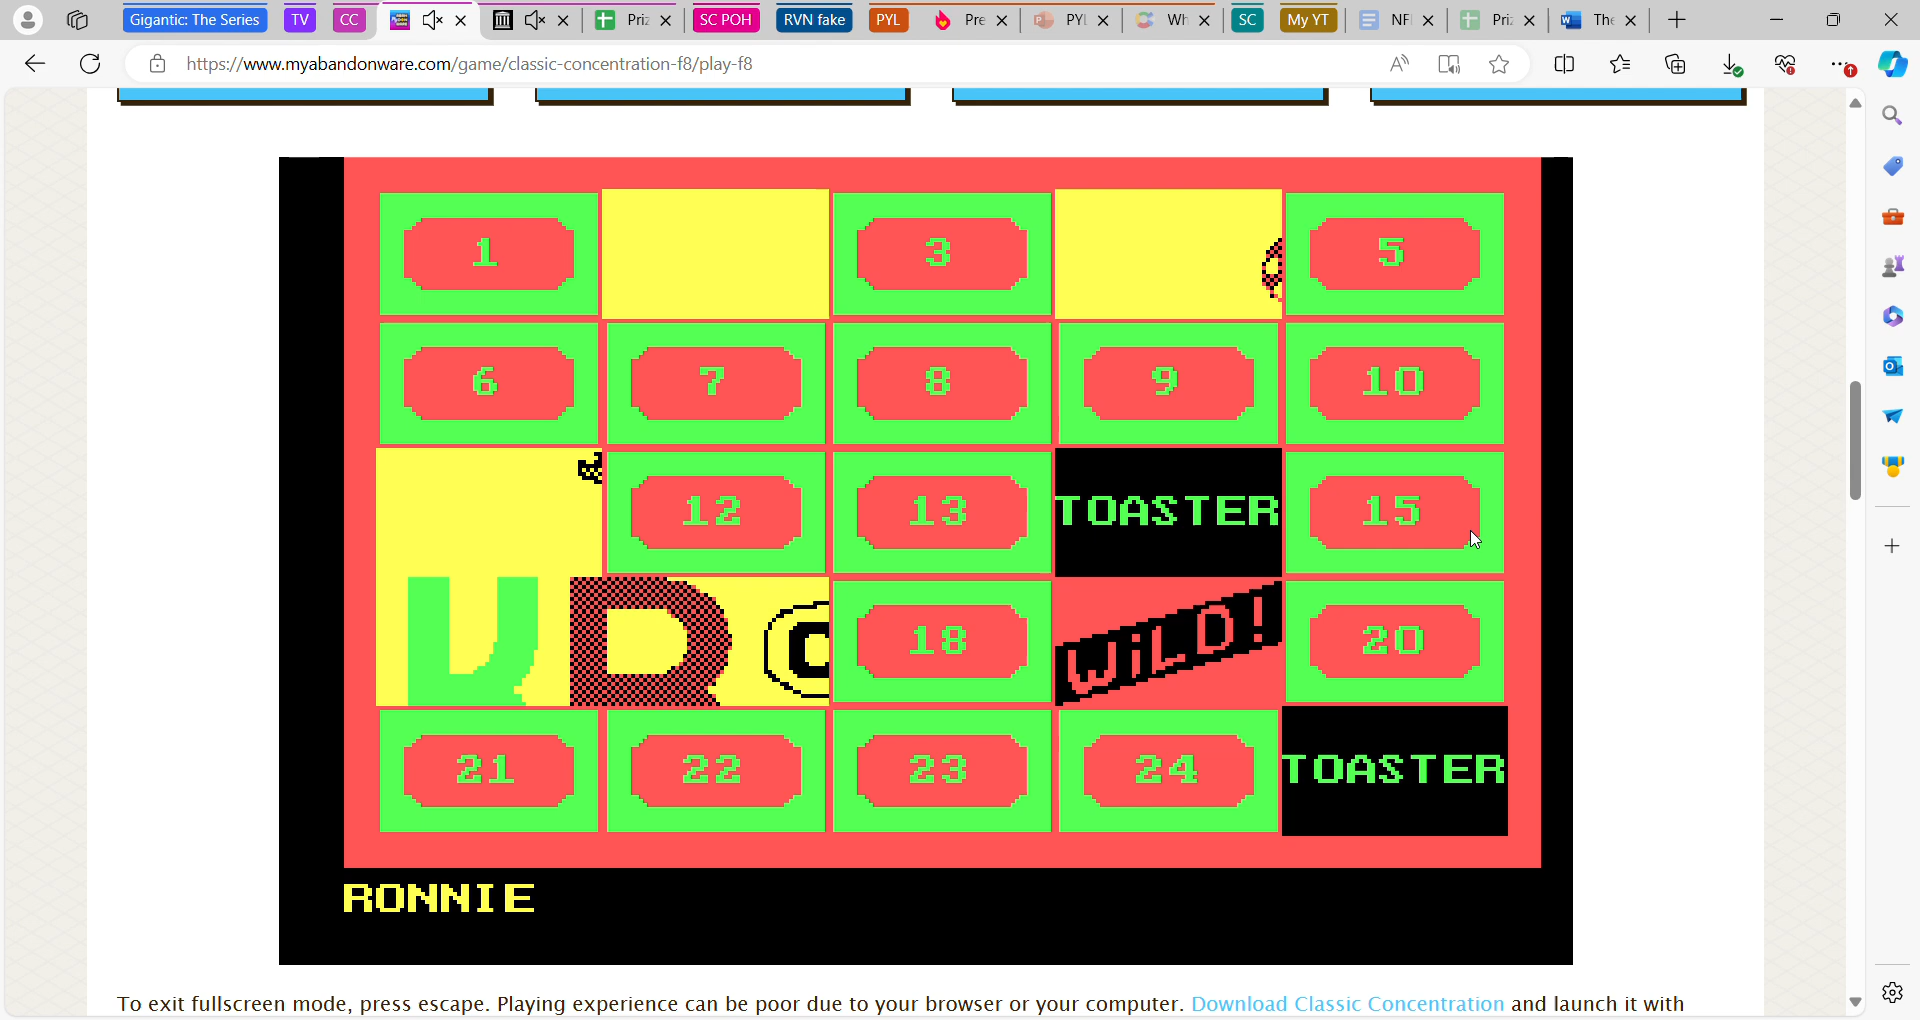 Gigantic: The Series TV CC Pri SC POH RVN fake PYL Pre PYL Wh SC My YT NF Pri The
https://www.myabandonware.com/game/classic-concentration-f8/play-f8
1 3 5
6 7 8 9 10
12 13 TOASTER 15
D C 18 WiLD! 20
21 22 23 24 TOASTER
RONNIE
To exit fullscreen mode, press escape. Playing experience can be poor due to your browser or your computer. Download Classic Concentration and launch it with